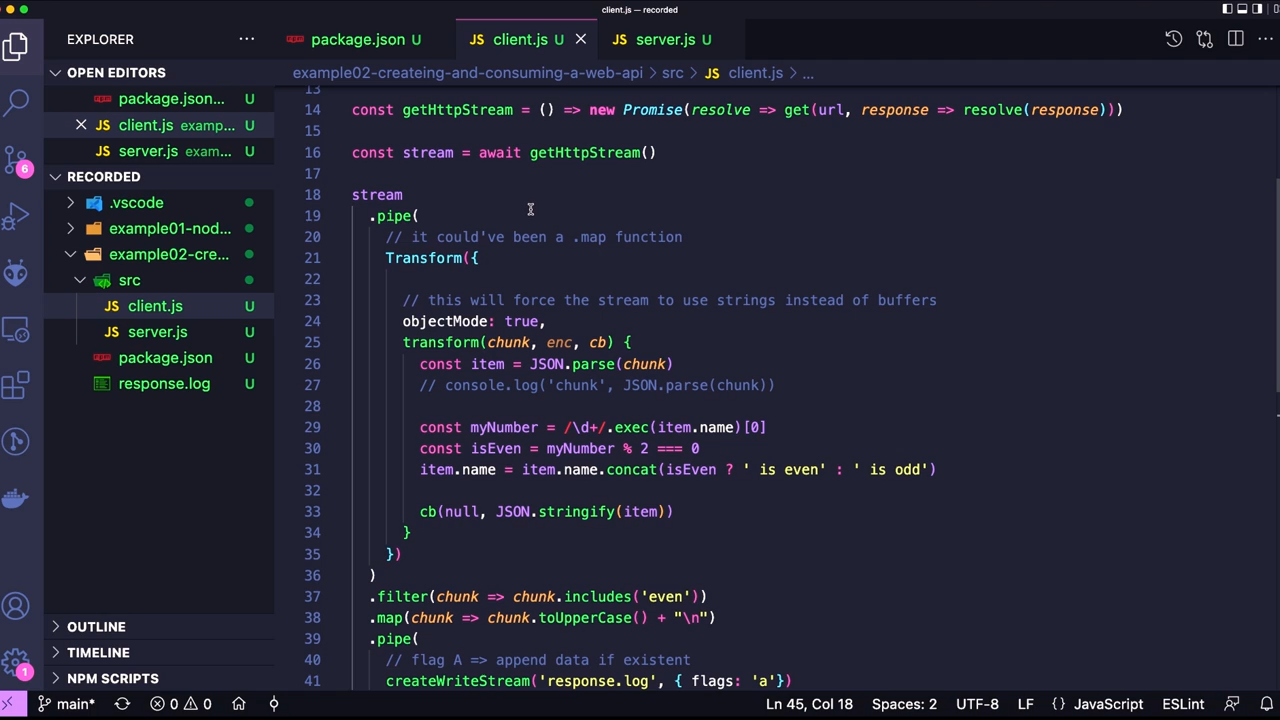 client.js — recorded
EXPLORER
package.json U
client.js U
server.js U
OPEN EDITORS
package.json... U
client.js examp... U
server.js exam... U
RECORDED
.vscode
example01-nod...
example02-cre...
src
client.js U
server.js U
package.json U
response.log U
OUTLINE
TIMELINE
NPM SCRIPTS
example02-createing-and-consuming-a-web-api > src > JS client.js > ...
13
14 const getHttpStream = () => new Promise(resolve => get(url, response => resolve(response)))
15
16 const stream = await getHttpStream()
17
18 stream
19 .pipe(
20 // it could've been a .map function
21 Transform({
22
23 // this will force the stream to use strings instead of buffers
24 objectMode: true,
25 transform(chunk, enc, cb) {
26 const item = JSON.parse(chunk)
27 // console.log('chunk', JSON.parse(chunk))
28
29 const myNumber = /\d+/.exec(item.name)[0]
30 const isEven = myNumber % 2 === 0
31 item.name = item.name.concat(isEven ? ' is even' : ' is odd')
32
33 cb(null, JSON.stringify(item))
34 }
35 })
36 )
37 .filter(chunk => chunk.includes('even'))
38 .map(chunk => chunk.toUpperCase() + "\n")
39 .pipe(
40 // flag A => append data if existent
41 createWriteStream('response.log', { flags: 'a'})
6
1
main* 0 0 Ln 45, Col 18 Spaces: 2 UTF-8 LF {} JavaScript ESLint